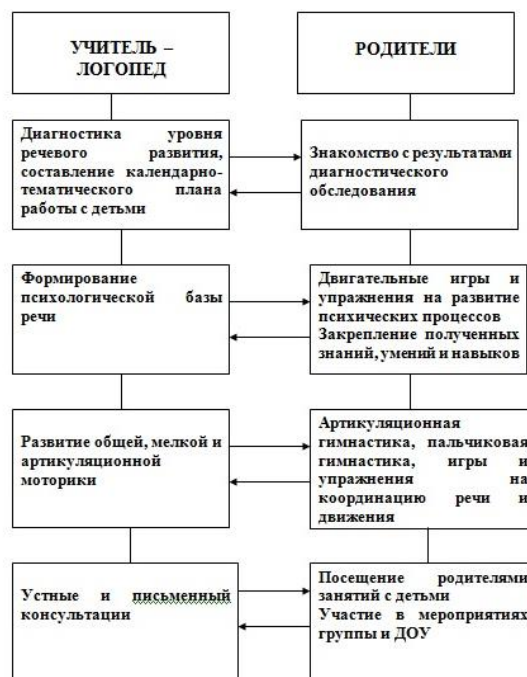 УЧИТЕЛЬ –
ЛОГОПЕД
РОДИТЕЛИ
Диагностика уровня
речевого развития,
составление календарно-
тематического плана
работы с детьми
Знакомство с результатами
диагностического
обследования
Формирование
психологической базы
речи
Двигательные игры и
упражнения на развитие
психических процессов
Закрепление полученных
знаний, умений и навыков
Развитие общей, мелкой и
артикуляционной
моторики
Артикуляционная
гимнастика, пальчиковая
гимнастика, игры и
упражнения на
координацию речи и
движения
Устные и письменный
консультации
Посещение родителями
занятий с детьми
Участие в мероприятиях
группы и ДОУ